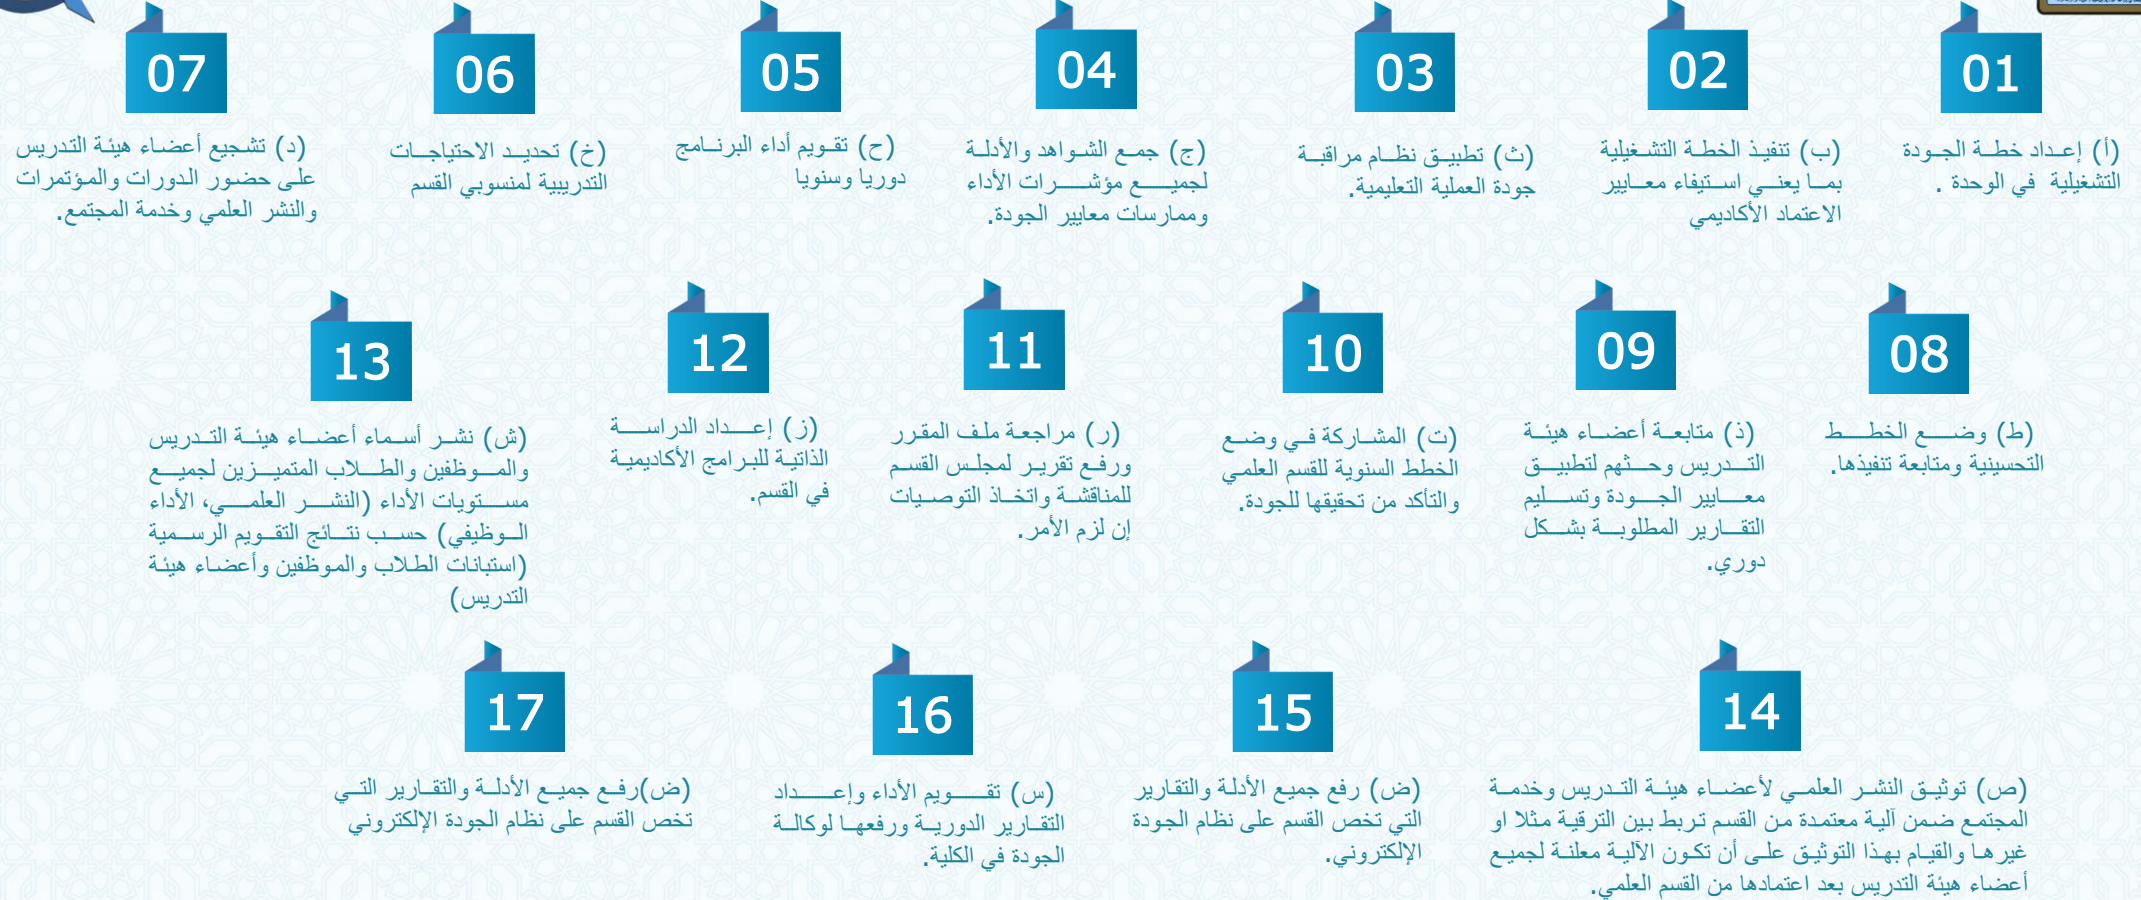 01
(أ) إعداد خطة الجودة
التشغيلية في الوحدة .
02
(ب) تنفيذ الخطة التشغيلية
بما يعني استيفاء معايير
الاعتماد الأكاديمي
03
(ث) تطبيق نظام مراقبة
جودة العملية التعليمية.
04
(ج) جمع الشواهد والأدلة
لجميع مؤشرات الأداء
وممارسات معايير الجودة.
05
(ح) تقويم أداء البرنامج
دوريا وسنويا
06
(خ) تحديد الاحتياجات
التدريبية لمنسوبي القسم
07
(د) تشجيع أعضاء هيئة التدريس
على حضور الدورات والمؤتمرات
والنشر العلمي وخدمة المجتمع.
08
(ط) وضع الخطط
التحسينية ومتابعة تنفيذها.
09
(ذ) متابعة أعضاء هيئة
التدريس وحثهم لتطبيق
معايير الجودة وتسليم
التقارير المطلوبة بشكل
دوري.
10
(ت) المشاركة في وضع
الخطط السنوية للقسم العلمي
والتأكد من تحقيقها للجودة.
11
(ر) مراجعة ملف المقرر
ورفع تقرير لمجلس القسم
للمناقشة واتخاذ التوصيات
إن لزم الأمر.
12
(ز) إعداد الدراسة
الذاتية للبرامج الأكاديمية
في القسم.
13
(ش) نشر أسماء أعضاء هيئة التدريس
والموظفين والطلاب المتميزين لجميع
مستويات الأداء (النشر العلمي، الأداء
الوظيفي) حسب نتائج التقويم الرسمية
(استبانات الطلاب والموظفين وأعضاء هيئة
التدريس)
14
(ص) توثيق النشر العلمي لأعضاء هيئة التدريس وخدمة
المجتمع ضمن آلية معتمدة من القسم تربط بين الترقية مثلا او
غيرها والقيام بهذا التوثيق على أن تكون الآلية معلنة لجميع
أعضاء هيئة التدريس بعد اعتمادها من القسم العلمي.
15
(ض) رفع جميع الأدلة والتقارير
التي تخص القسم على نظام الجودة
الإلكتروني.
16
(س) تقويم الأداء وإعداد
التقارير الدورية ورفعها لوكالة
الجودة في الكلية.
17
(ض)رفع جميع الأدلة والتقارير التي
تخص القسم على نظام الجودة الإلكتروني